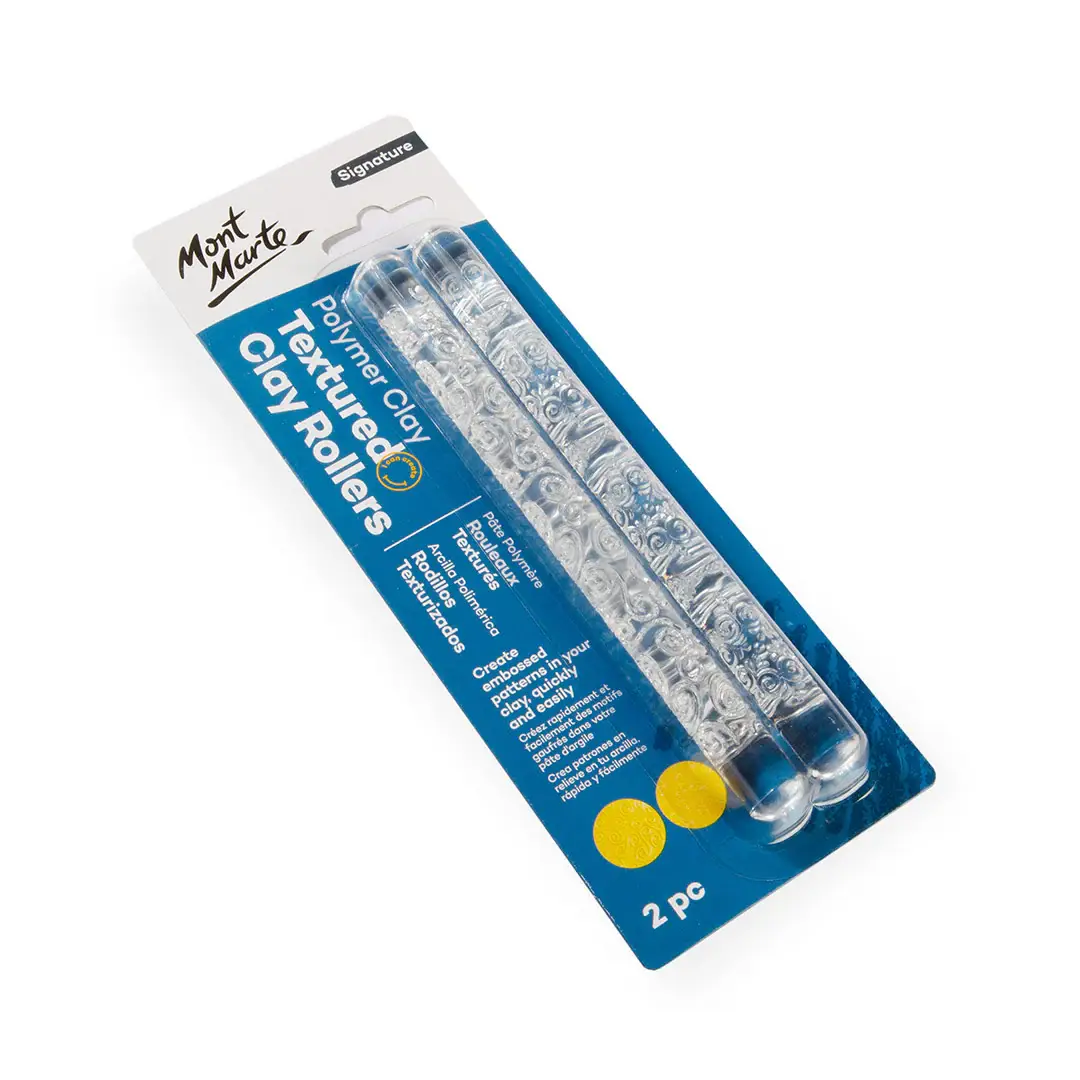 Signature
Mont
Marte
Polymer Clay
Textured
Clay Rollers
I can create
Pâte Polymère
Rouleaux
Texturés
Arcilla Polimérica
Rodillos
Texturizados
Create
embossed
patterns in your
clay, quickly
and easily
Créez rapidement et
facilement des motifs
gaufrés dans votre
pâte d'argile
Crea patrones en
relieve en tu arcilla,
rápida y fácilmente
2 pc